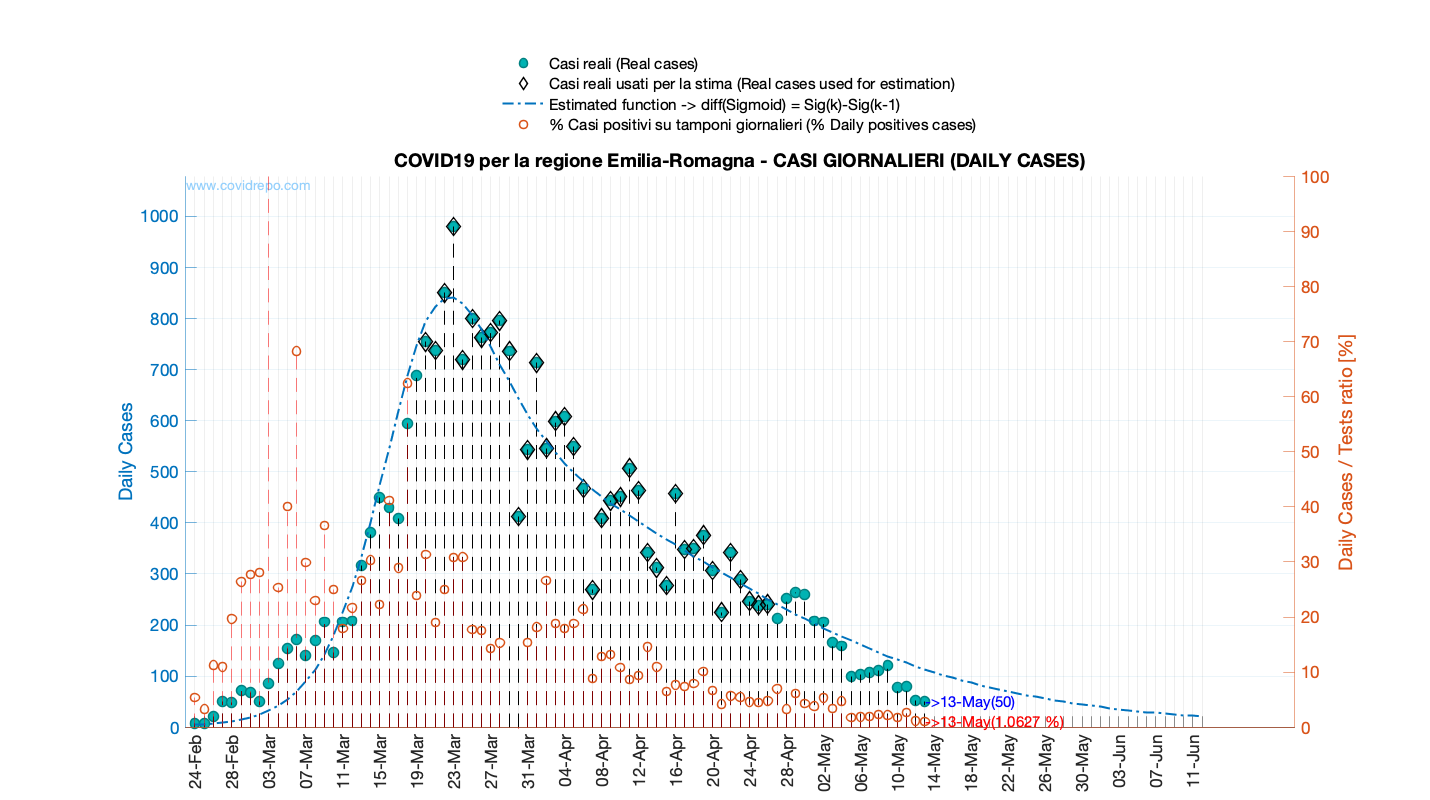 Casi reali (Real cases)
Casi reali usati per la stima (Real cases used for estimation)
Estimated function -> diff(Sigmoid) = Sig(k)-Sig(k-1)
% Casi positivi su tamponi giornalieri (% Daily positives cases)
COVID19 per la regione Emilia-Romagna - CASI GIORNALIERI (DAILY CASES)
www.covidrepo.com
Daily Cases
1000
900
800
700
600
500
400
300
200
100
0
100
90
80
70
60
50
40
30
20
10
0
Daily Cases / Tests ratio [%]
->13-May(50)
->13-May(1.0627 %)
24-Feb
28-Feb
03-Mar
07-Mar
11-Mar
15-Mar
19-Mar
23-Mar
27-Mar
31-Mar
04-Apr
08-Apr
12-Apr
16-Apr
20-Apr
24-Apr
28-Apr
02-May
06-May
10-May
14-May
18-May
22-May
26-May
30-May
03-Jun
07-Jun
11-Jun